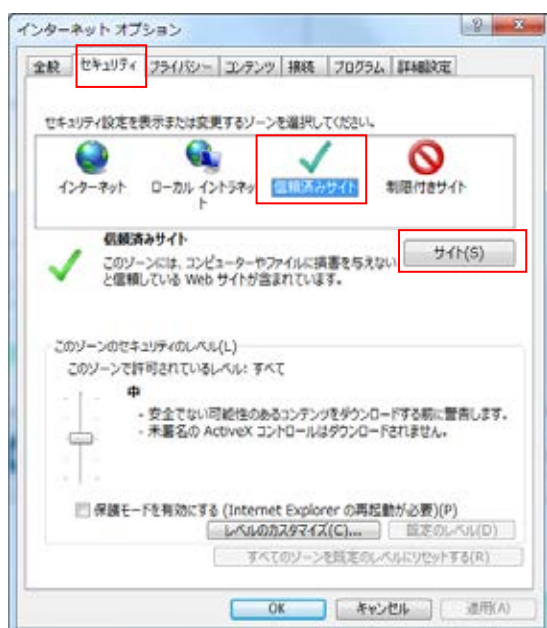 インターネット オプション
全般 セキュリティ プライバシー コンテンツ 接続 プログラム 詳細設定
セキュリティ設定を表示または変更するゾーンを選択してください。
インターネット ローカル イントラネット 信頼済みサイト 制限付きサイト
信頼済みサイト
サイト(S)
このゾーンには、コンピューターやファイルに損害を与えない
と信頼している Web サイトが含まれています。
このゾーンのセキュリティのレベル(L)
このゾーンで許可されているレベル: すべて
中
- 安全でない可能性のあるコンテンツをダウンロードする前に警告します。
- 未署名の ActiveX コントロールはダウンロードされません。
保護モードを有効にする (Internet Explorer の再起動が必要)(P)
レベルのカスタマイズ(C)... 既定のレベル(D)
すべてのゾーンを既定のレベルにリセットする(R)
OK キャンセル 適用(A)